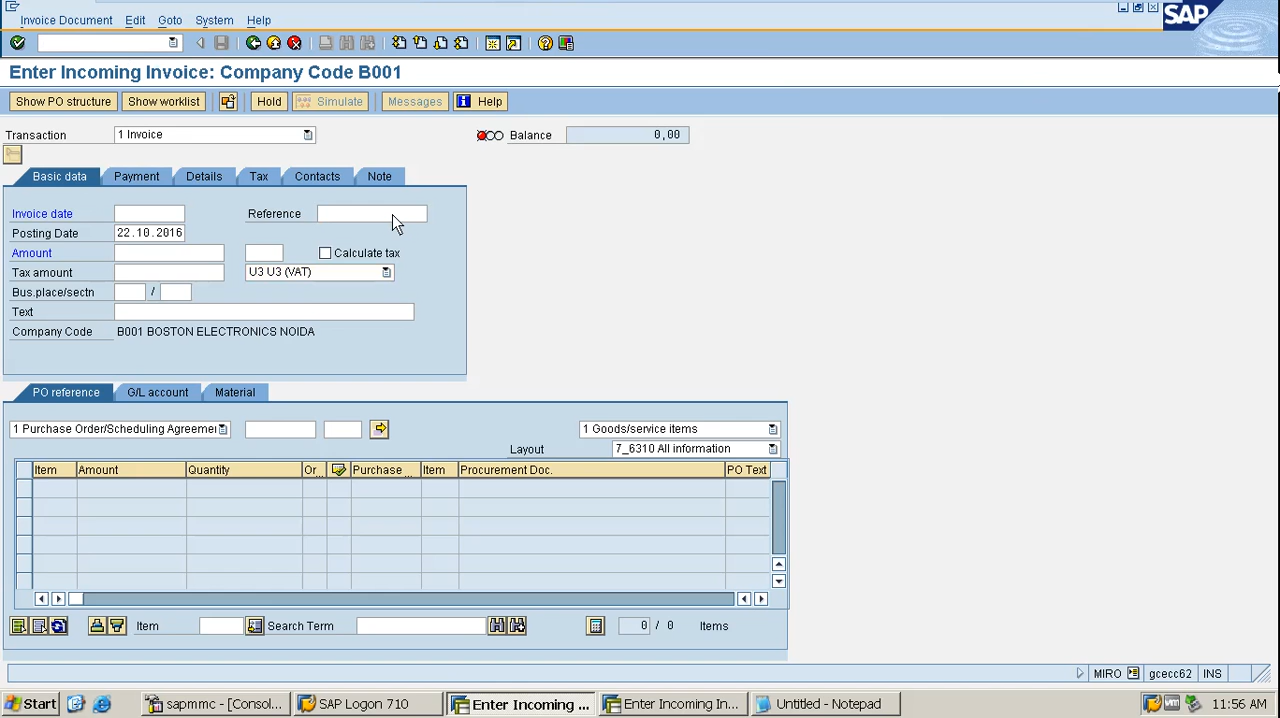 Invoice Document Edit Goto System Help
SAP
Enter Incoming Invoice: Company Code B001
Show PO structure Show worklist Hold Simulate Messages Help
Transaction 1 Invoice Balance 0,00
Basic data Payment Details Tax Contacts Note
Invoice date Reference
Posting Date 22.10.2016
Amount Calculate tax
Tax amount U3 U3 (VAT)
Bus.place/sectn /
Text
Company Code B001 BOSTON ELECTRONICS NOIDA
PO reference G/L account Material
1 Purchase Order/Scheduling Agreemer 1 Goods/service items
Layout 7_6310 All information
Item Amount Quantity Or... Purchase ... Item Procurement Doc. PO Text
Item Search Term 0 / 0 Items
MIRO gcecc62 INS
Start sapmmc - [Consol... SAP Logon 710 Enter Incoming ... Enter Incoming In... Untitled - Notepad 11:56 AM